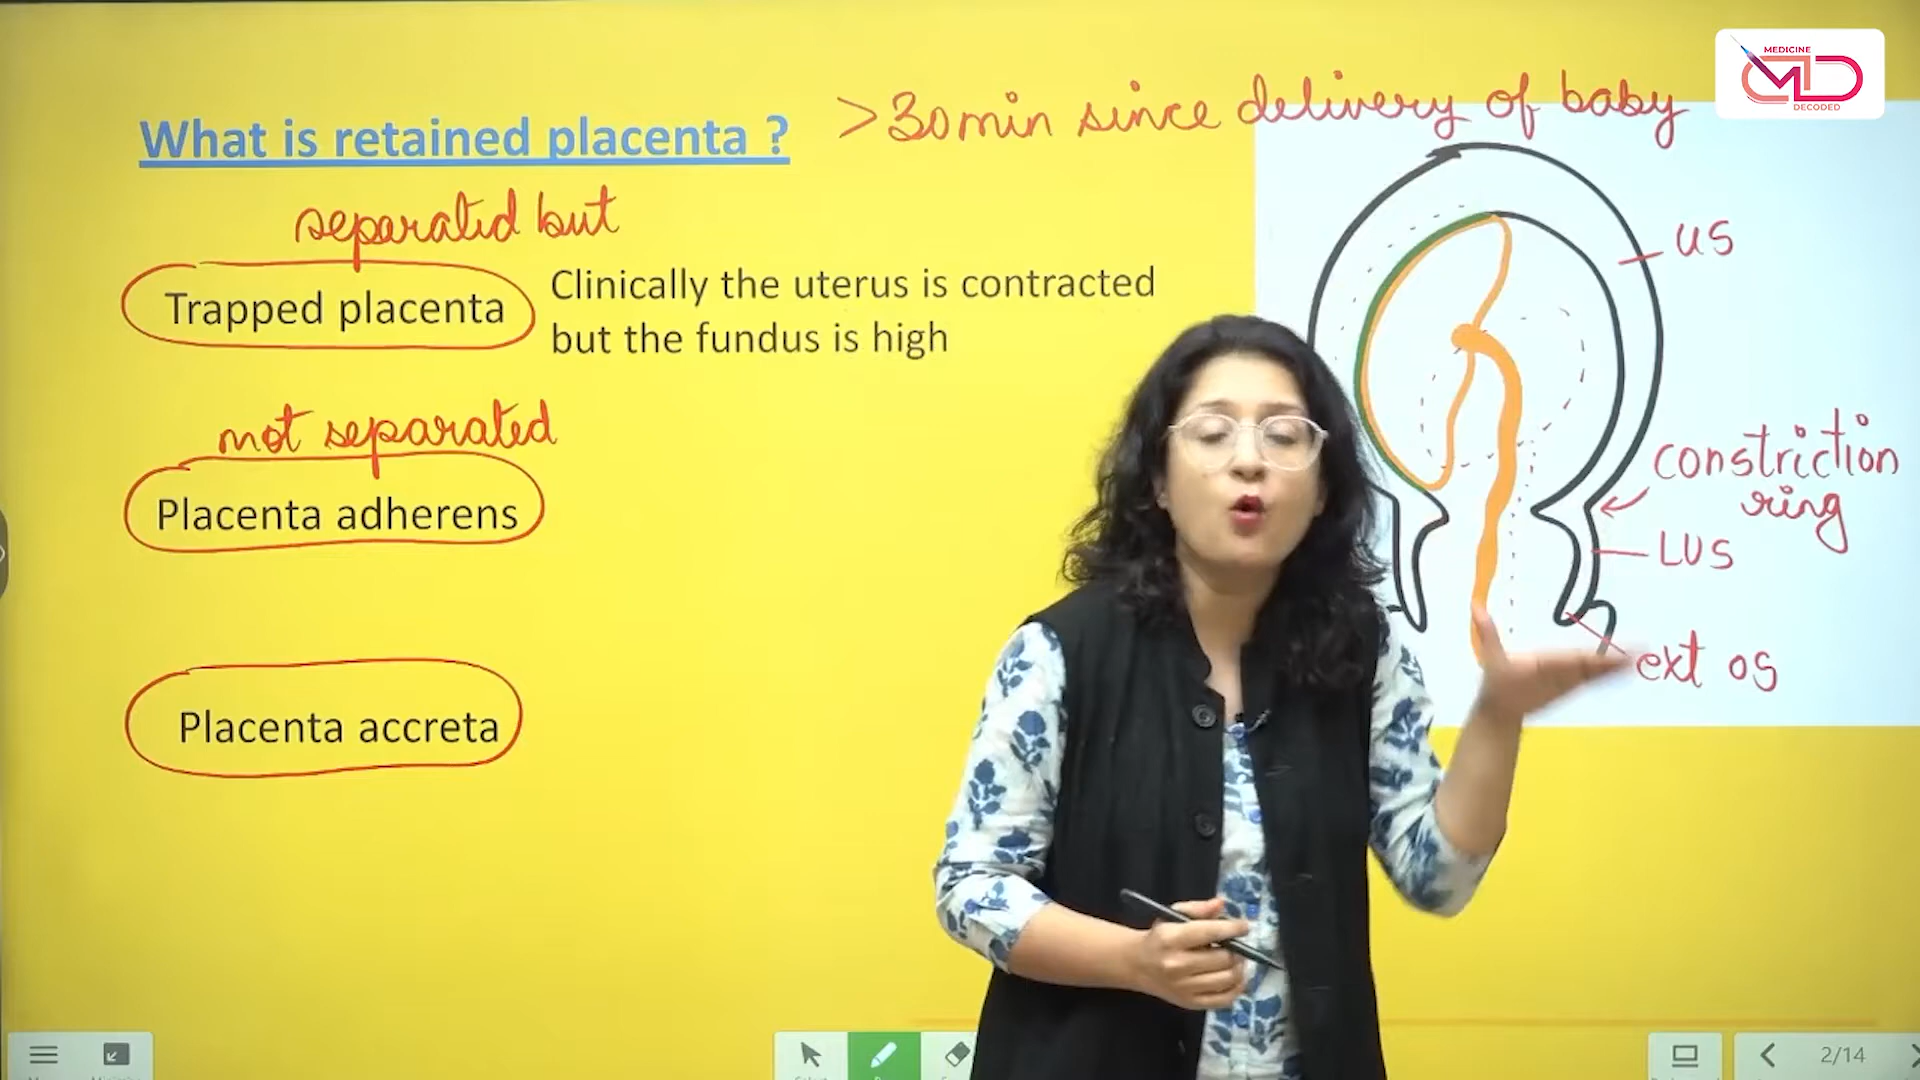 MEDICINE
MD
DECODED
What is retained placenta ?
>30min since delivery of baby
separated but
Trapped placenta
Clinically the uterus is contracted
but the fundus is high
not separated
Placenta adherens
Placenta accreta
US
constriction
ring
LUS
ext os
2/14